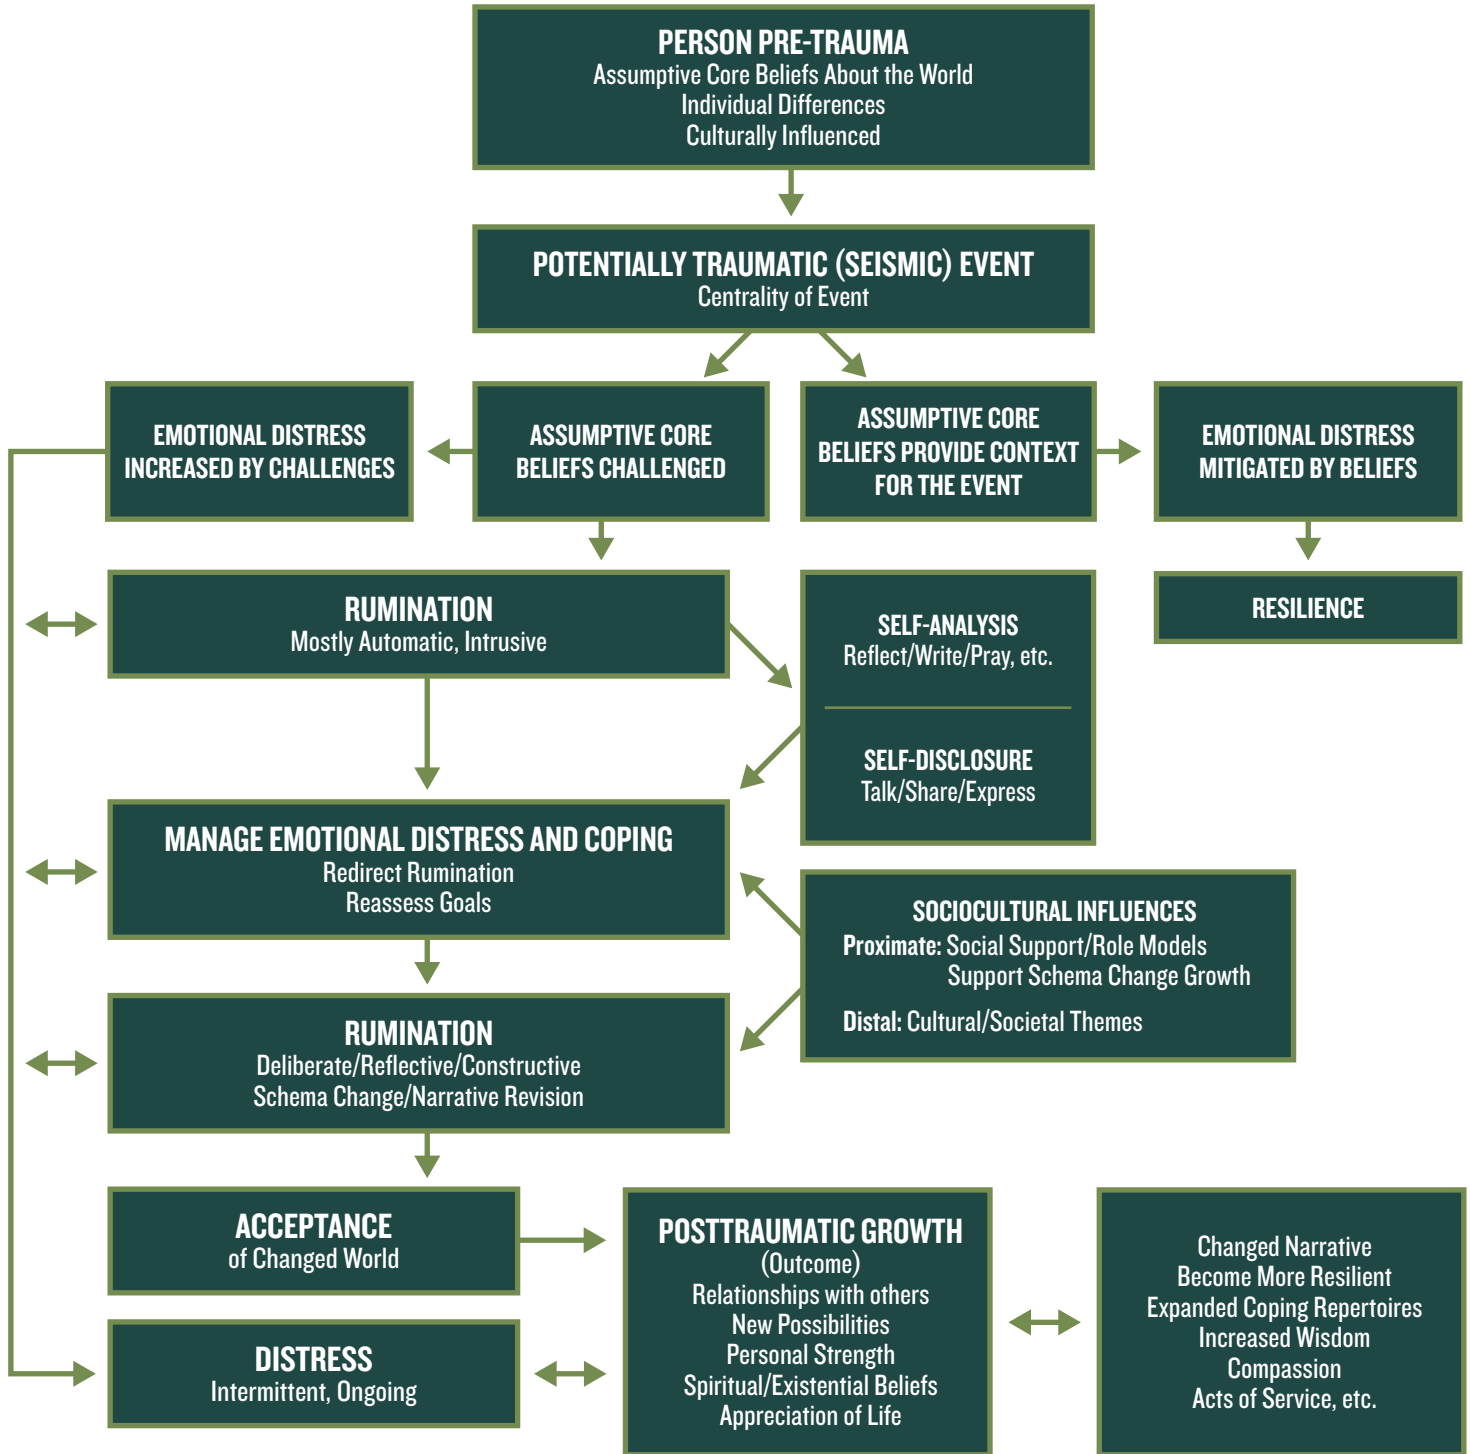 PERSON PRE-TRAUMA
Assumptive Core Beliefs About the World
Individual Differences
Culturally Influenced
POTENTIALLY TRAUMATIC (SEISMIC) EVENT
Centrality of Event
EMOTIONAL DISTRESS
INCREASED BY CHALLENGES
ASSUMPTIVE CORE
BELIEFS CHALLENGED
ASSUMPTIVE CORE
BELIEFS PROVIDE CONTEXT
FOR THE EVENT
EMOTIONAL DISTRESS
MITIGATED BY BELIEFS
RUMINATION
Mostly Automatic, Intrusive
SELF-ANALYSIS
Reflect/Write/Pray, etc.
SELF-DISCLOSURE
Talk/Share/Express
RESILIENCE
MANAGE EMOTIONAL DISTRESS AND COPING
Redirect Rumination
Reassess Goals
SOCIOCULTURAL INFLUENCES
Proximate: Social Support/Role Models
Support Schema Change Growth
Distal: Cultural/Societal Themes
RUMINATION
Deliberate/Reflective/Constructive
Schema Change/Narrative Revision
ACCEPTANCE
of Changed World
DISTRESS
Intermittent, Ongoing
POSTTRAUMATIC GROWTH
(Outcome)
Relationships with others
New Possibilities
Personal Strength
Spiritual/Existential Beliefs
Appreciation of Life
Changed Narrative
Become More Resilient
Expanded Coping Repertoires
Increased Wisdom
Compassion
Acts of Service, etc.